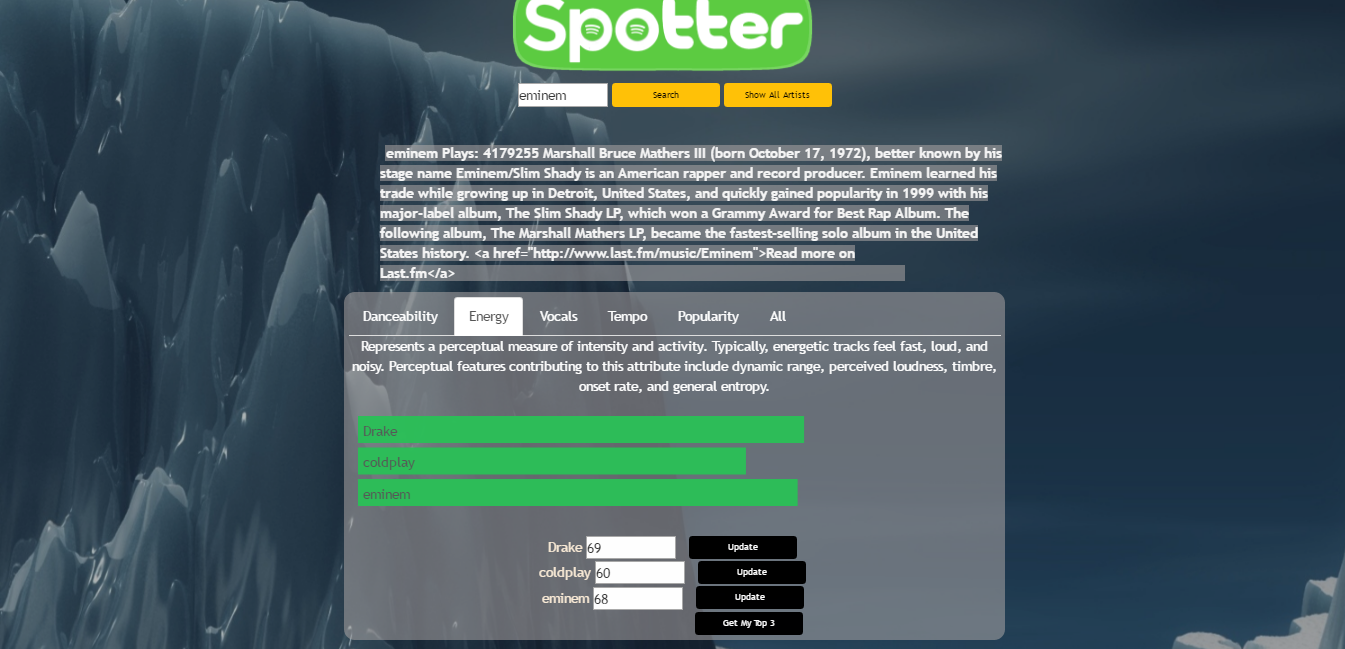 Spotter
eminem Search Show All Artists
eminem Plays: 4179255 Marshall Bruce Mathers III (born October 17, 1972), better known by his
stage name Eminem/Slim Shady is an American rapper and record producer. Eminem learned his
trade while growing up in Detroit, United States, and quickly gained popularity in 1999 with his
major-label album, The Slim Shady LP, which won a Grammy Award for Best Rap Album. The
following album, The Marshall Mathers LP, became the fastest-selling solo album in the United
States history. <a href="http://www.last.fm/music/Eminem">Read more on
Last.fm</a>
Danceability Energy Vocals Tempo Popularity All
Represents a perceptual measure of intensity and activity. Typically, energetic tracks feel fast, loud, and
noisy. Perceptual features contributing to this attribute include dynamic range, perceived loudness, timbre,
onset rate, and general entropy.
Drake
coldplay
eminem
Drake 69 Update
coldplay 60 Update
eminem 68 Update
Get My Top 3